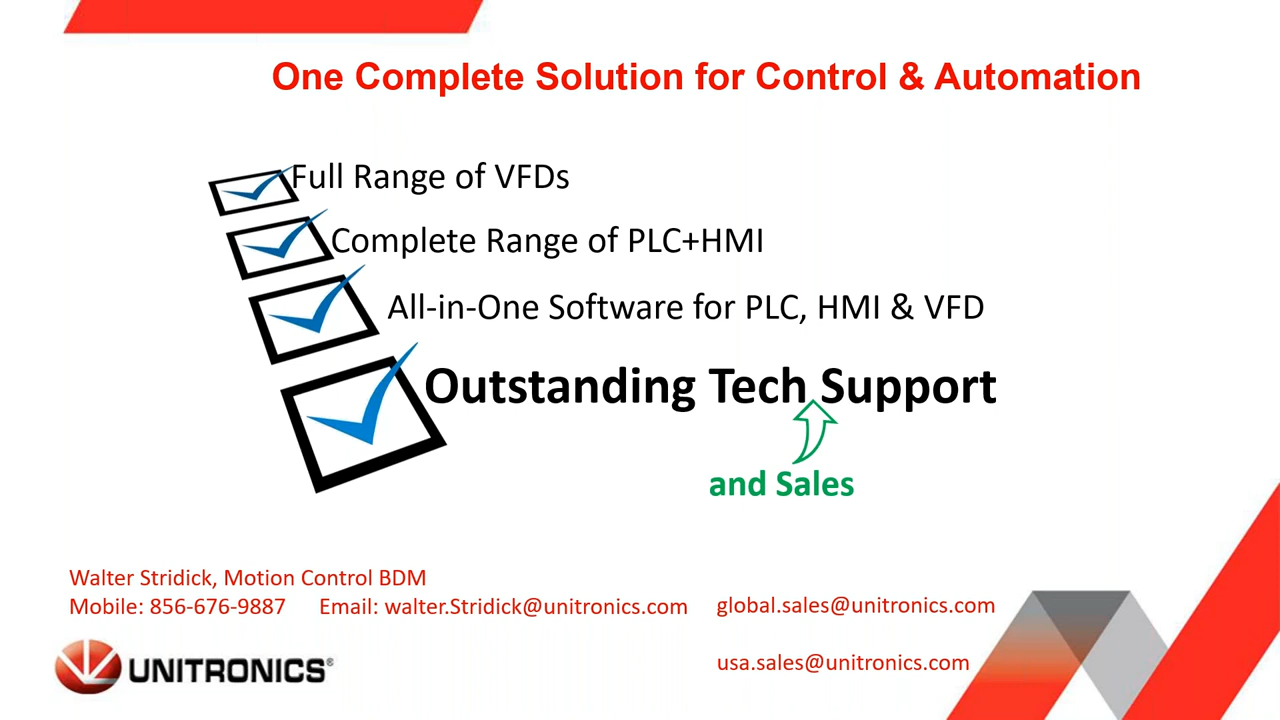 One Complete Solution for Control & Automation
Full Range of VFDs
Complete Range of PLC+HMI
All-in-One Software for PLC, HMI & VFD
Outstanding Tech Support
and Sales
Walter Stridick, Motion Control BDM
Mobile: 856-676-9887 Email: walter.Stridick@unitronics.com
global.sales@unitronics.com
usa.sales@unitronics.com
UNITRONICS®